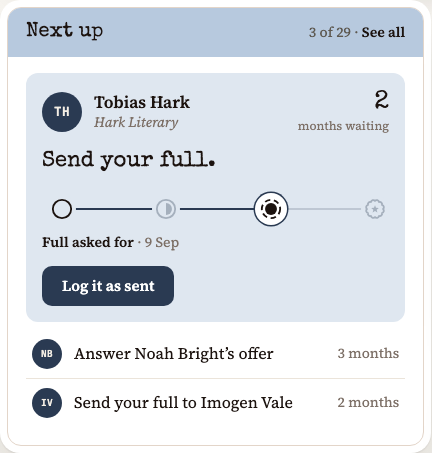 Next up
3 of 29 · See all
TH
Tobias Hark
Hark Literary
2
months waiting
Send your full.
Full asked for · 9 Sep
Log it as sent
NB
Answer Noah Bright’s offer
3 months
IV
Send your full to Imogen Vale
2 months